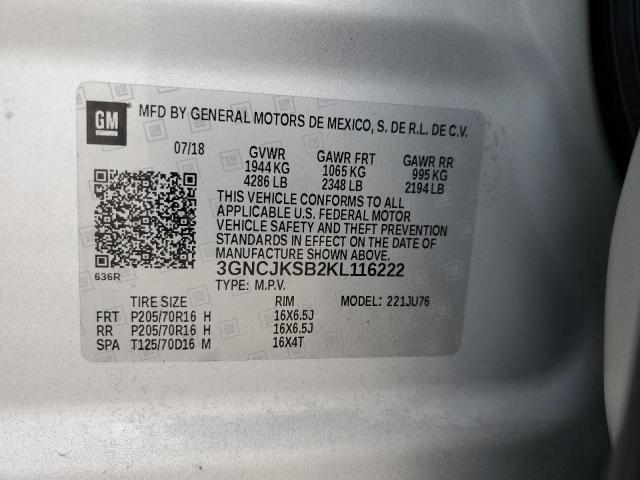 GM MFD BY GENERAL MOTORS DE MEXICO, S. DE R.L. DE C.V.
07/18 GVWR GAWR FRT GAWR RR
1944 KG 1065 KG 995 KG
4286 LB 2348 LB 2194 LB
THIS VEHICLE CONFORMS TO ALL
APPLICABLE U.S. FEDERAL MOTOR
VEHICLE SAFETY AND THEFT PREVENTION
STANDARDS IN EFFECT ON THE DATE OF
MANUFACTURE SHOWN ABOVE.
636R 3GNCJKSB2KL116222
TYPE: M.P.V.
TIRE SIZE RIM MODEL: 221JU76
FRT P205/70R16 H 16X6.5J
RR P205/70R16 H 16X6.5J
SPA T125/70D16 M 16X4T